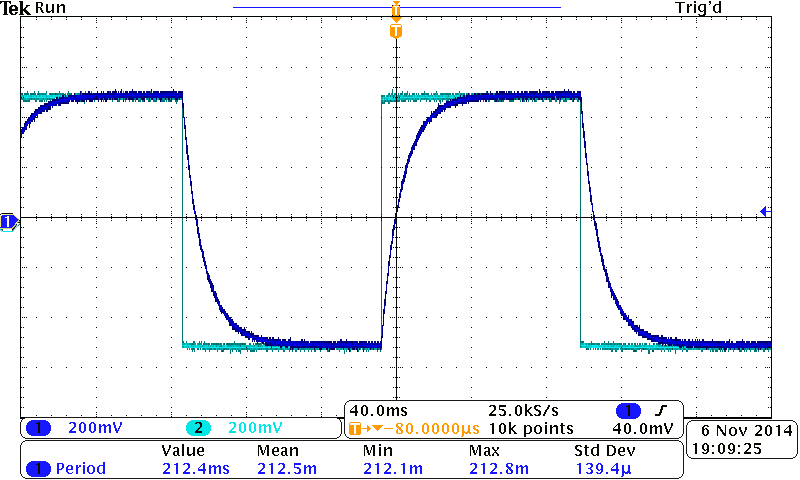 Tek Run Trig'd
T
T
1
1 200mV 2 200mV
40.0ms 25.0kS/s 1
T→▼−80.0000µs 10k points 40.0mV
6 Nov 2014
19:09:25
Value Mean Min Max Std Dev
1 Period 212.4ms 212.5m 212.1m 212.8m 139.4µ